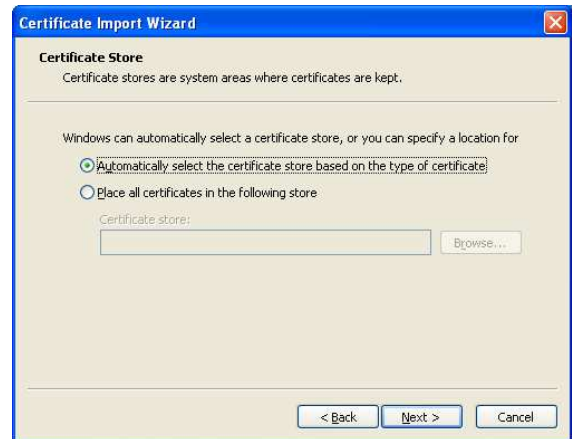 Certificate Import Wizard
Certificate Store
Certificate stores are system areas where certificates are kept.
Windows can automatically select a certificate store, or you can specify a location for
Automatically select the certificate store based on the type of certificate
Place all certificates in the following store
Certificate store:
Browse...
< Back
Next >
Cancel